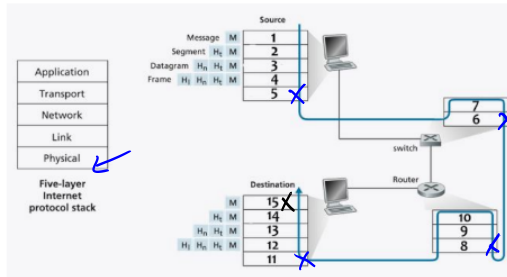 Application
Transport
Network
Link
Physical
Five-layer
Internet
protocol stack
Source
Message M 1
Segment Ht M 2
Datagram Hn Ht M 3
Frame Hl Hn Ht M 4
5
7
6
switch
Router
Destination
M 15
Ht M 14
Hn Ht M 13
Hl Hn Ht M 12
11
10
9
8